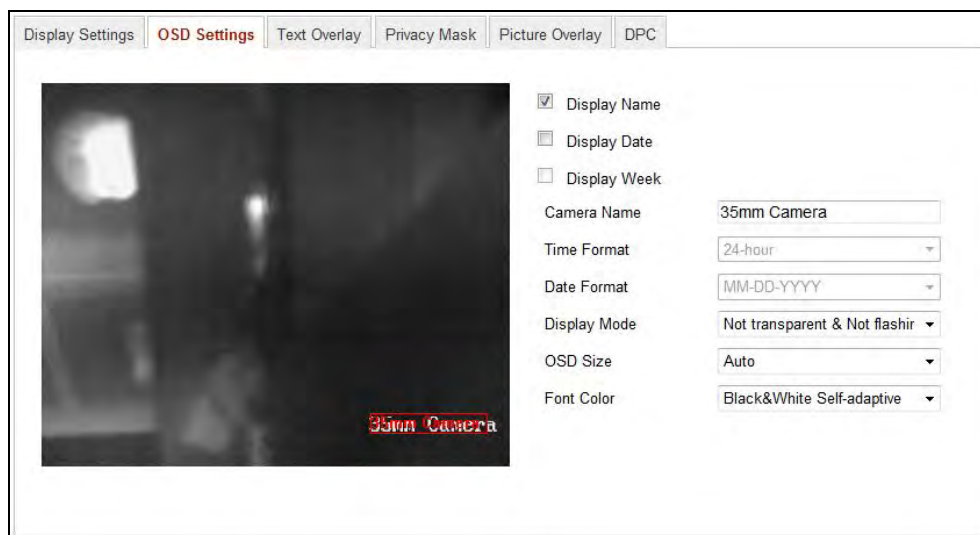 Display Settings OSD Settings Text Overlay Privacy Mask Picture Overlay DPC
Display Name
Display Date
Display Week
Camera Name 35mm Camera
Time Format 24-hour
Date Format MM-DD-YYYY
Display Mode Not transparent & Not flashir
OSD Size Auto
Font Color Black&White Self-adaptive
35mm Camera